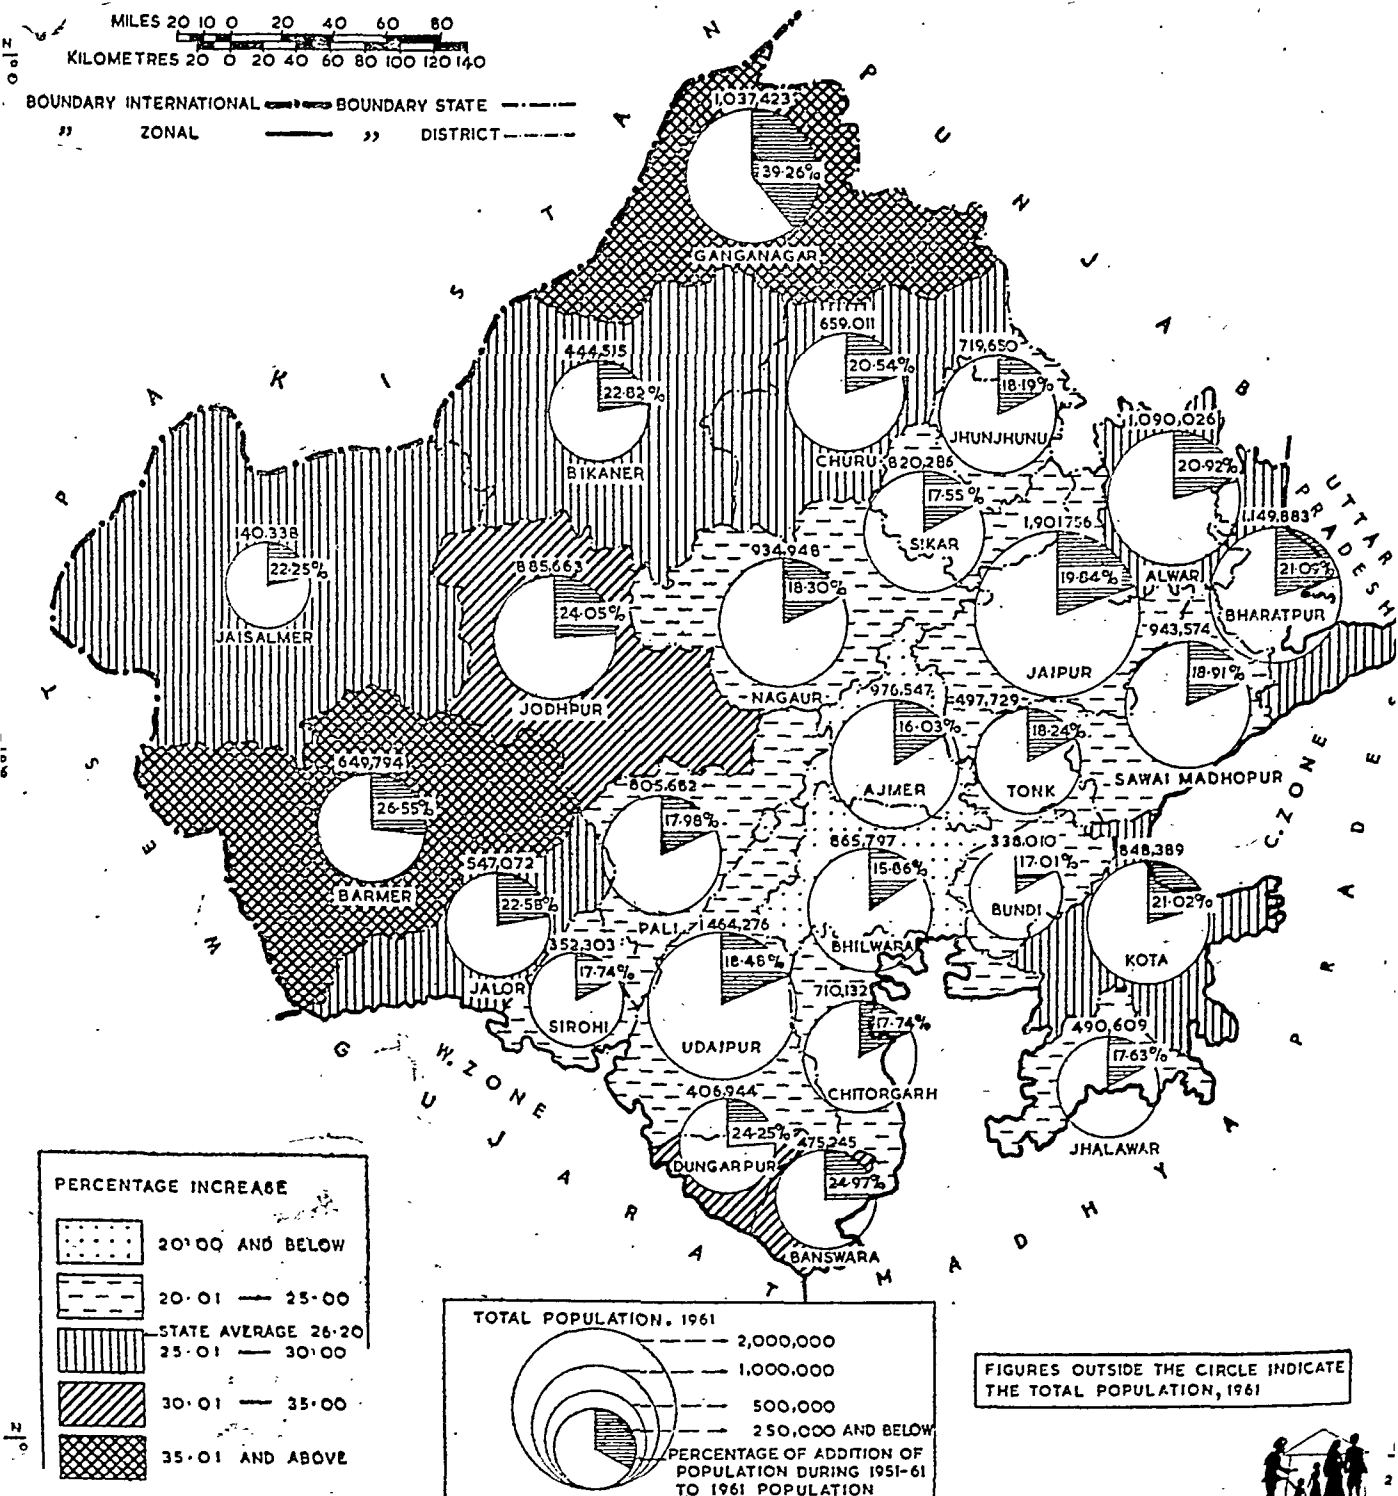 MILES 20 10 0 20 40 60 80
KILOMETRES 20 0 20 40 60 80 100 120 140
BOUNDARY INTERNATIONAL BOUNDARY STATE
" ZONAL " DISTRICT
WEST PAKISTAN
PUNJAB
UTTAR PRADESH
C. ZONE
MADHYA PRADESH
W. ZONE
GUJARAT
1,037,423
39·26%
GANGANAGAR
444,515
22·82%
BIKANER
659,011
20·54%
CHURU
719,650
18·19%
JHUNJHUNU
1,090,026
20·92%
ALWAR
820,286
17·55%
SIKAR
1,149,883
21·09%
BHARATPUR
140,338
22·25%
JAISALMER
885,663
24·05%
JODHPUR
934,948
18·30%
NAGAUR
1,901756
19·84%
JAIPUR
943,574
18·91%
SAWAI MADHOPUR
976,547
16·03%
AJMER
497,729
18·24%
TONK
649,794
26·55%
BARMER
805,682
17·98%
PALI
865,797
15·86%
BHILWARA
338,010
17·01%
BUNDI
848,389
21·02%
KOTA
547,072
22·58%
JALOR
352,303
17·74%
SIROHI
1464,276
18·48%
UDAIPUR
710,132
17·74%
CHITORGARH
490,609
17·63%
JHALAWAR
406,944
24·25%
DUNGARPUR
475,245
24·97%
BANSWARA
PERCENTAGE INCREASE
20·00 AND BELOW
20·01 — 25·00
STATE AVERAGE 26·20
25·01 — 30·00
30·01 — 35·00
35·01 AND ABOVE
TOTAL POPULATION. 1961
2,000,000
1,000,000
500,000
250,000 AND BELOW
PERCENTAGE OF ADDITION OF
POPULATION DURING 1951-61
TO 1961 POPULATION
FIGURES OUTSIDE THE CIRCLE INDICATE
THE TOTAL POPULATION, 1961